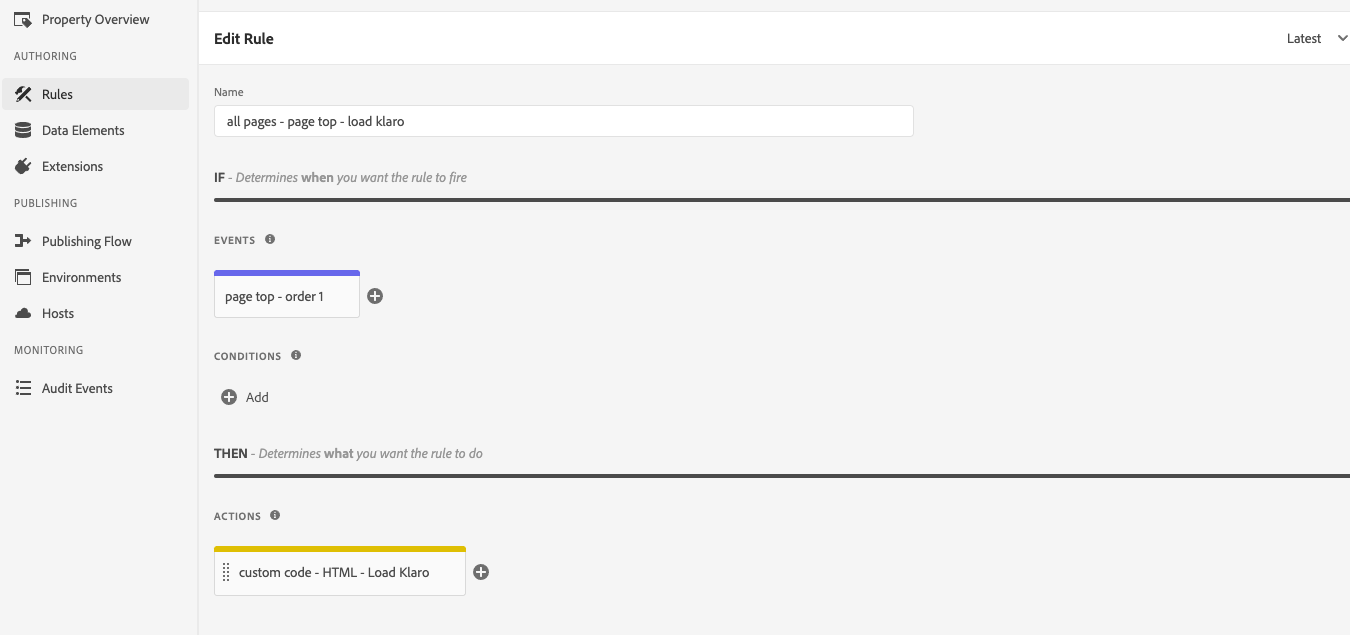 Property Overview
AUTHORING
Rules
Data Elements
Extensions
PUBLISHING
Publishing Flow
Environments
Hosts
MONITORING
Audit Events
Edit Rule
Latest
Name
all pages - page top - load klaro
IF - Determines when you want the rule to fire
EVENTS
page top - order 1
CONDITIONS
Add
THEN - Determines what you want the rule to do
ACTIONS
custom code - HTML - Load Klaro